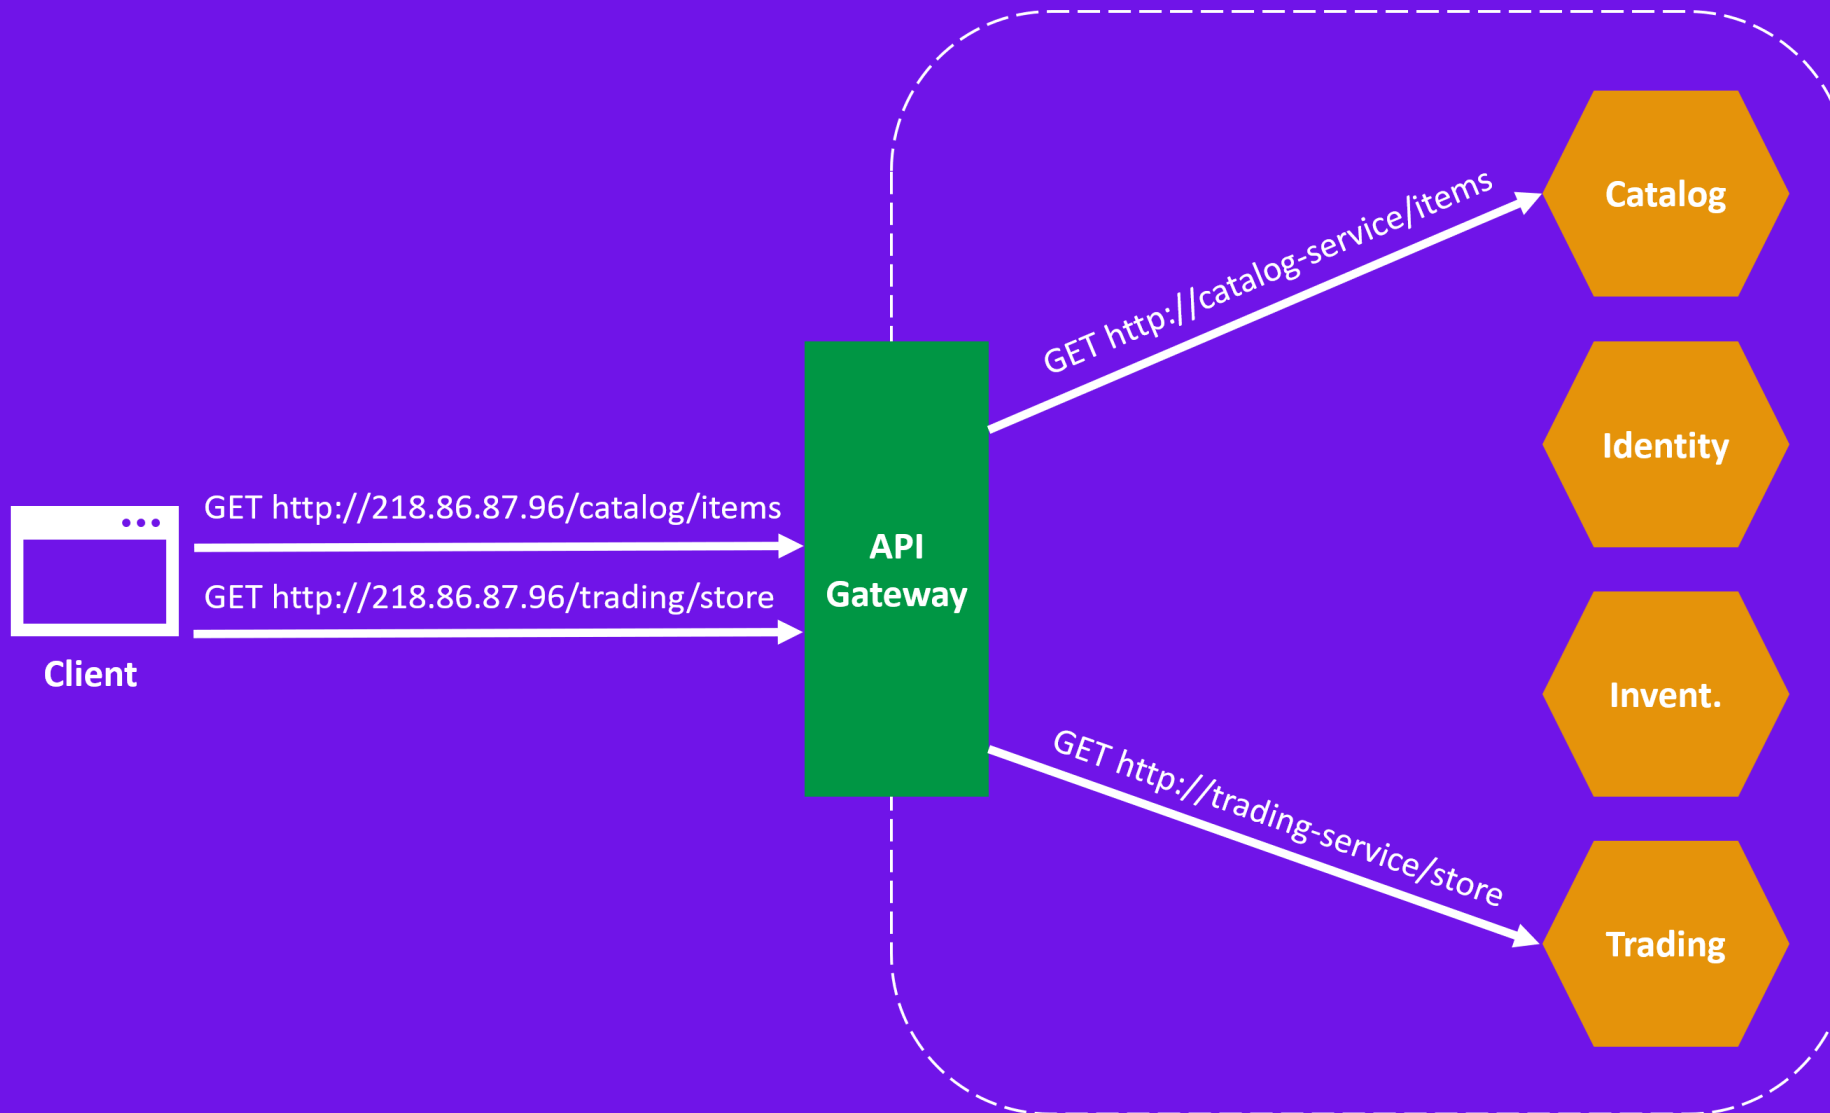 GET http://catalog-service/items
Catalog
Identity
GET http://218.86.87.96/catalog/items
GET http://218.86.87.96/trading/store
Client
API
Gateway
Invent.
GET http://trading-service/store
Trading